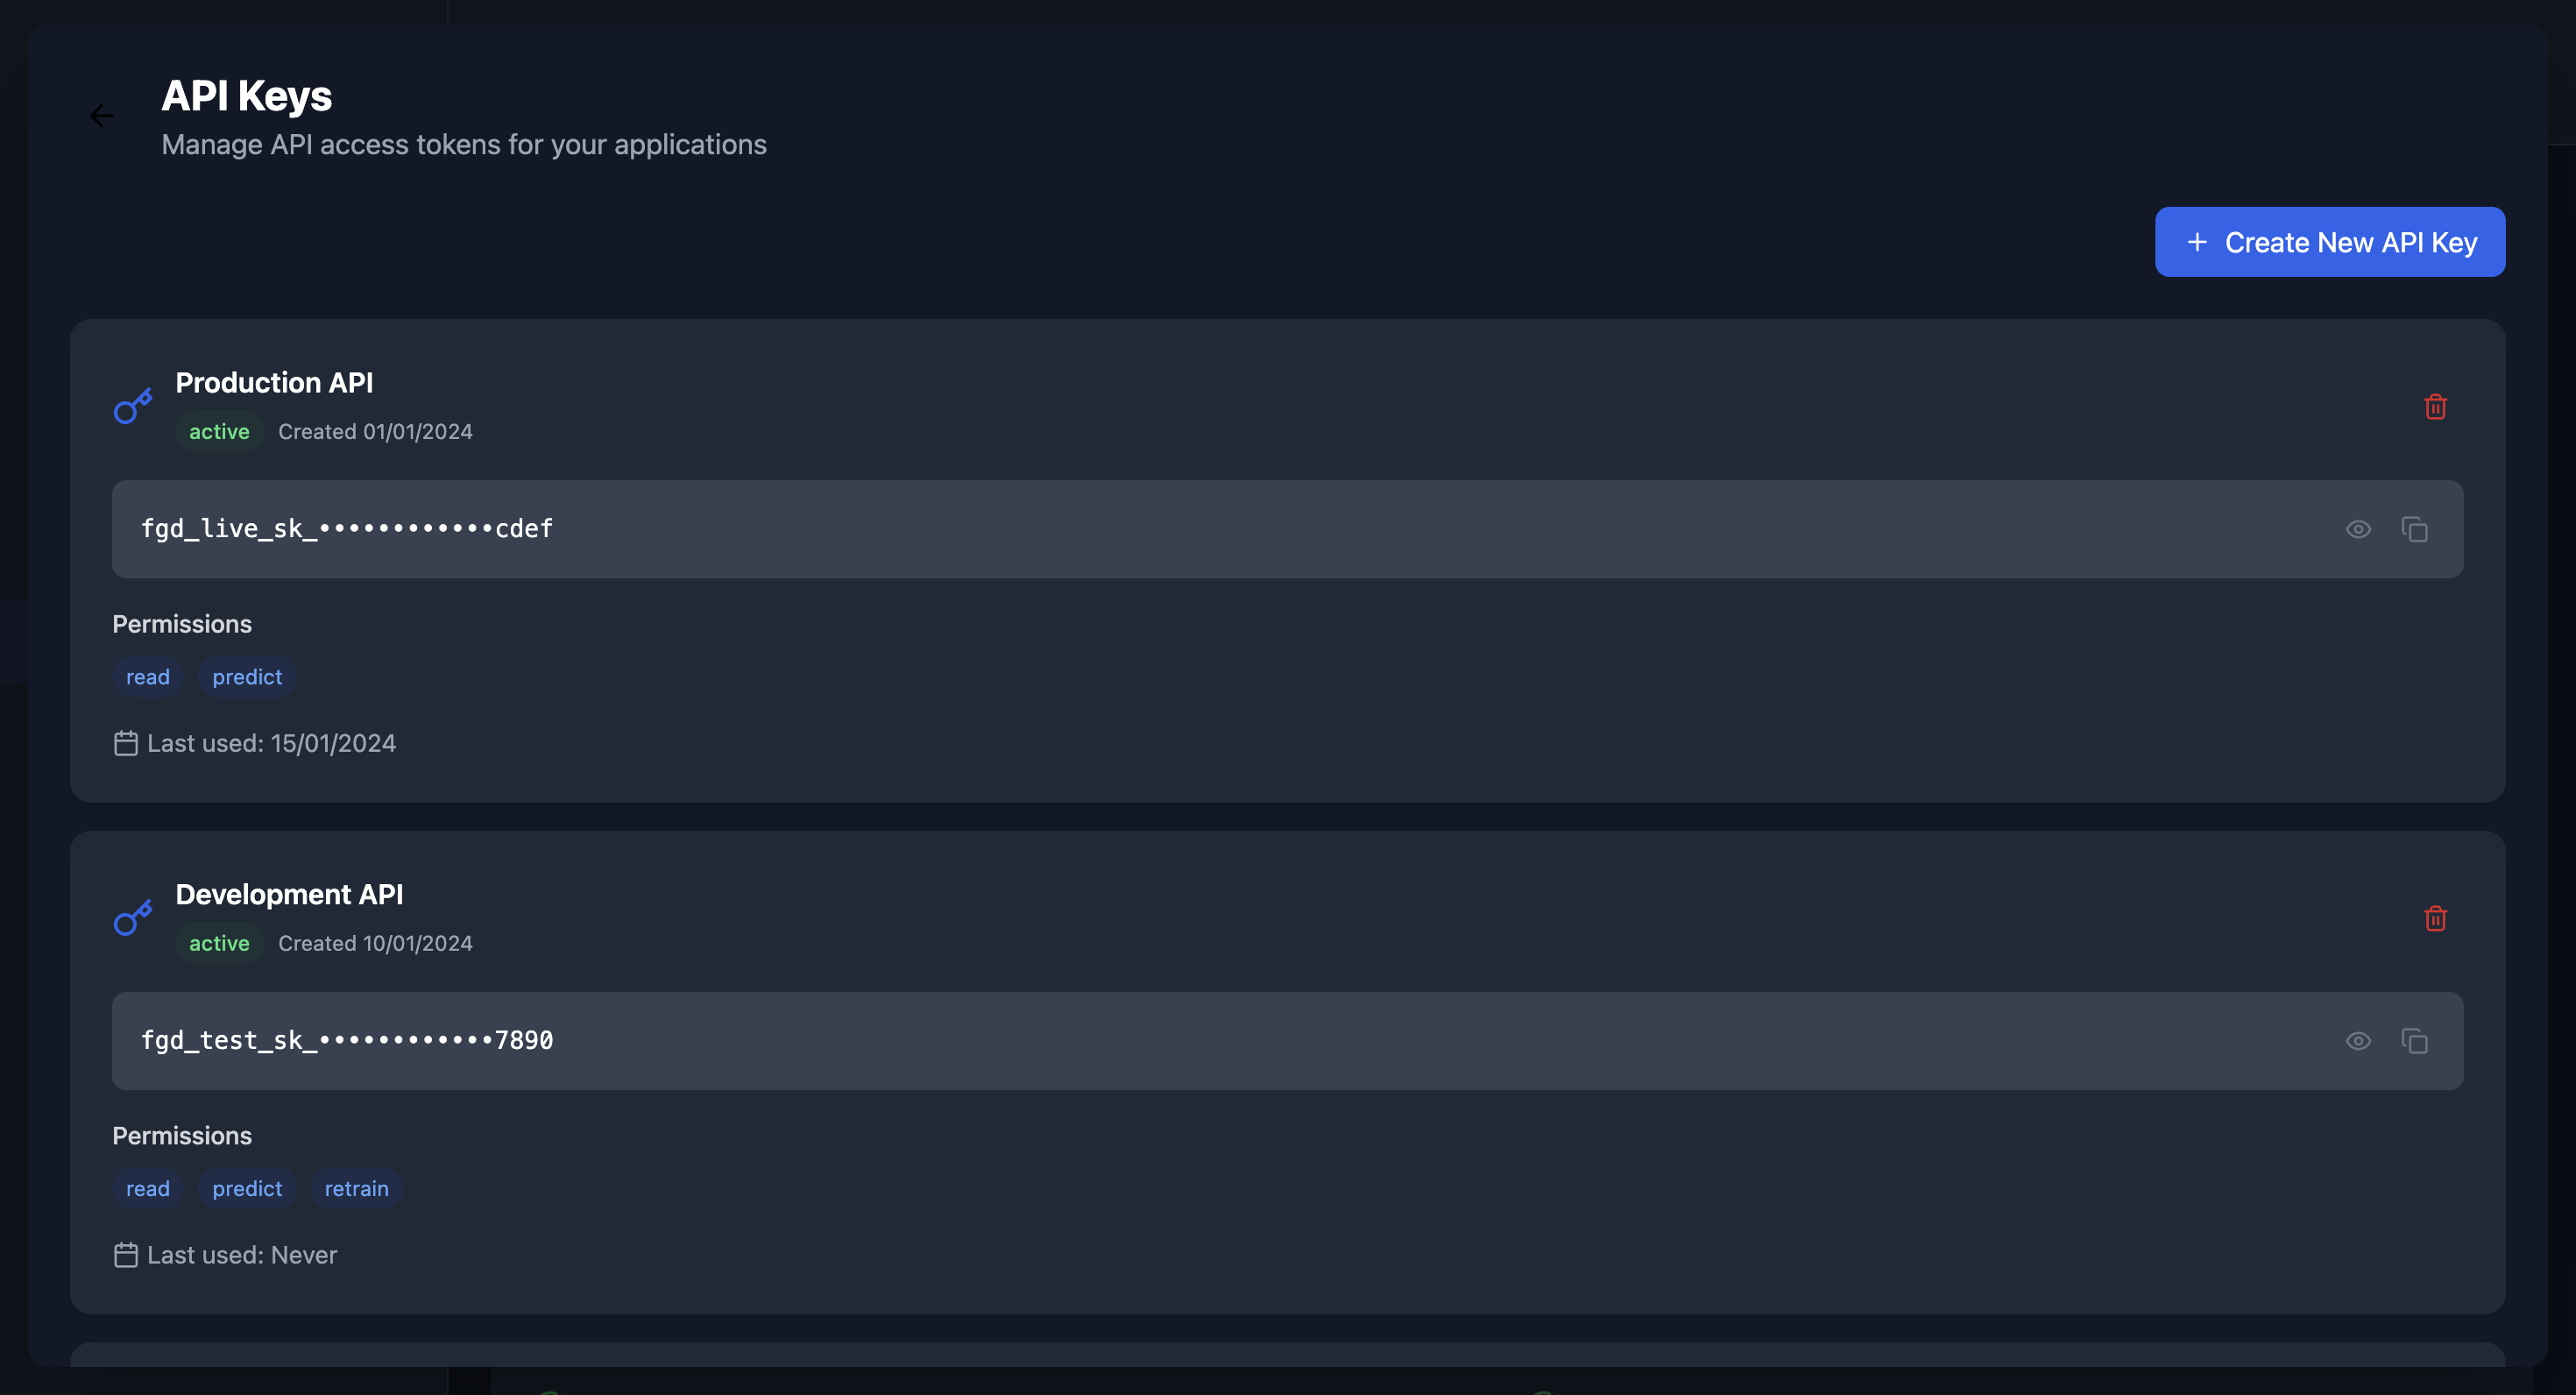 API Keys
Manage API access tokens for your applications
Create New API Key
Production API
active Created 01/01/2024
fgd_live_sk_••••••••••••cdef
Permissions
read predict
Last used: 15/01/2024
Development API
active Created 10/01/2024
fgd_test_sk_••••••••••••7890
Permissions
read predict retrain
Last used: Never